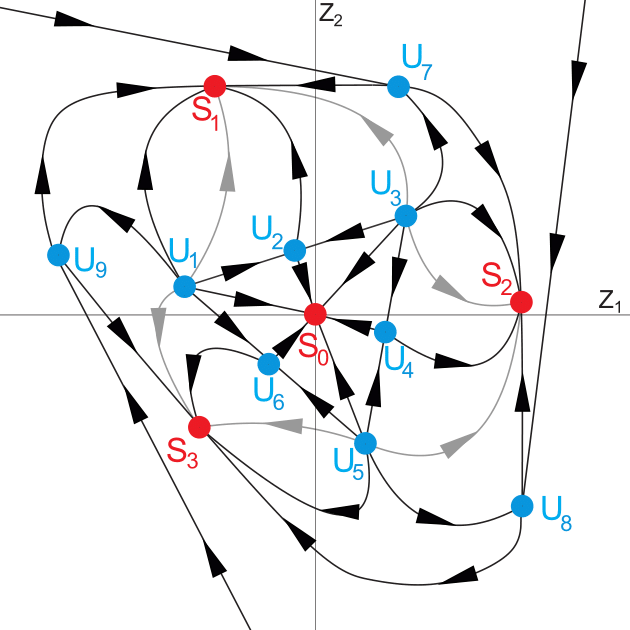 Z₂
U₇
S₁
U₃
U₂
U₉
U₁
S₂
Z₁
S₀
U₄
U₆
S₃
U₅
U₈